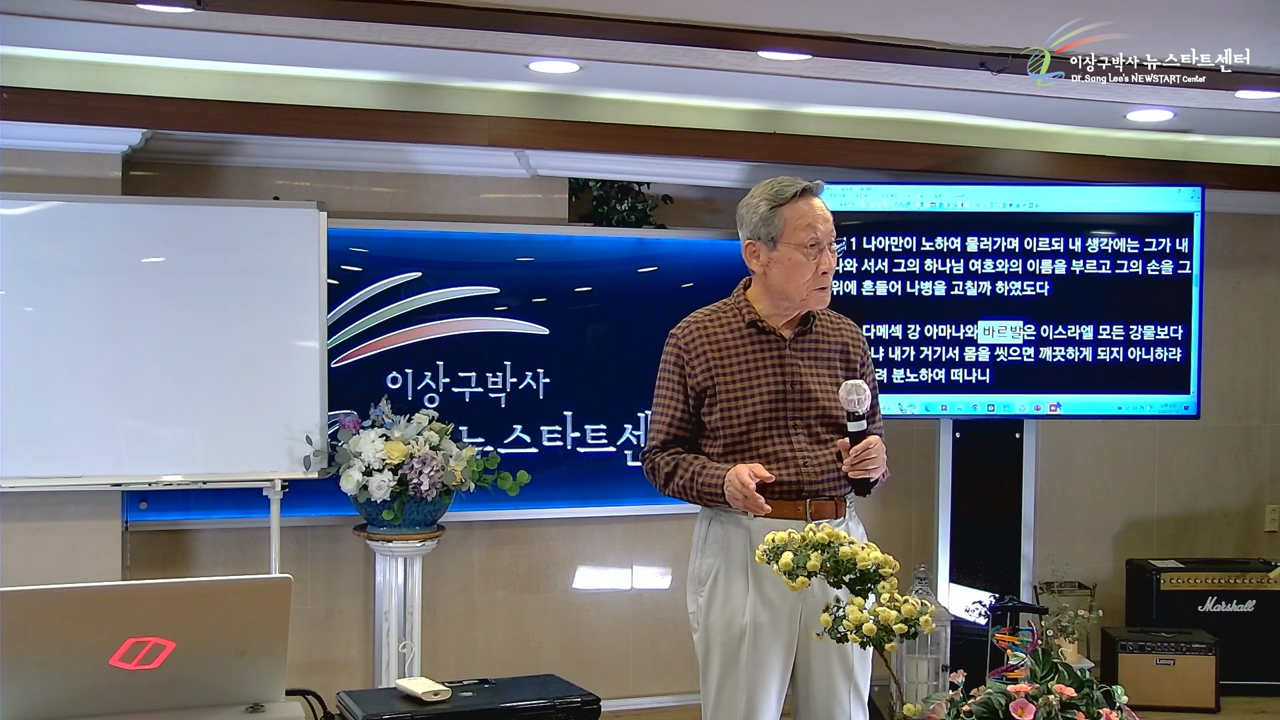 이상구박사 뉴스타트센터
Dr. Sang Lee's NEWSTART Center
1 나아만이 노하여 물러가며 이르되 내 생각에는 그가 내
와 서서 그의 하나님 여호와의 이름을 부르고 그의 손을 그
위에 흔들어 나병을 고칠까 하였도다
다메섹 강 아마나와 바르발은 이스라엘 모든 강물보다
냐 내가 거기서 몸을 씻으면 깨끗하게 되지 아니하랴
려 분노하여 떠나니
이상구박사
뉴스타트센
Marshall
Laney